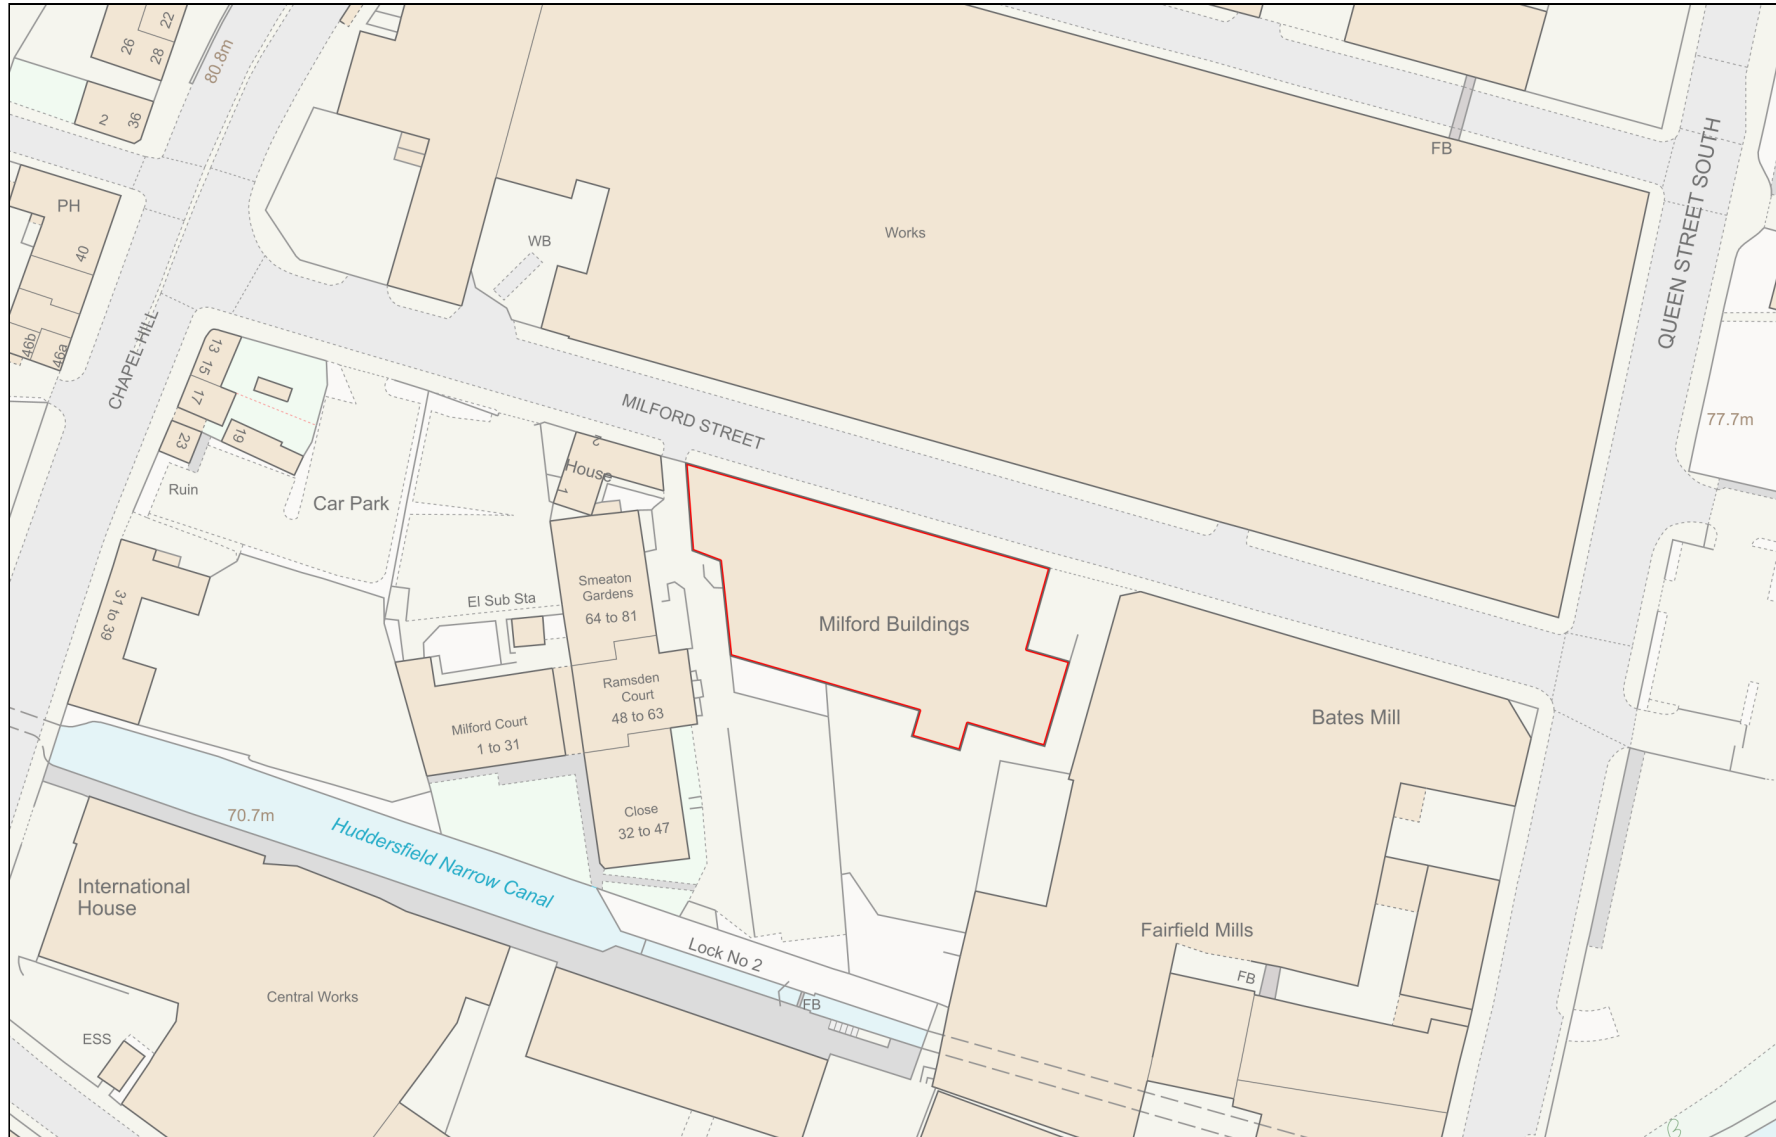 22
26
28
80.8m
2
36
FB
QUEEN STREET SOUTH
PH
40
WB
Works
46b
46a
CHAPEL HILL
13
15
17
19
23
MILFORD STREET
77.7m
2
House
1
Ruin
Car Park
Smeaton
Gardens
64 to 81
El Sub Sta
31 to 39
Milford Buildings
Ramsden
Court
48 to 63
Milford Court
1 to 31
Bates Mill
Close
32 to 47
70.7m
Huddersfield Narrow Canal
International
House
Fairfield Mills
Lock No 2
FB
FB
Central Works
ESS